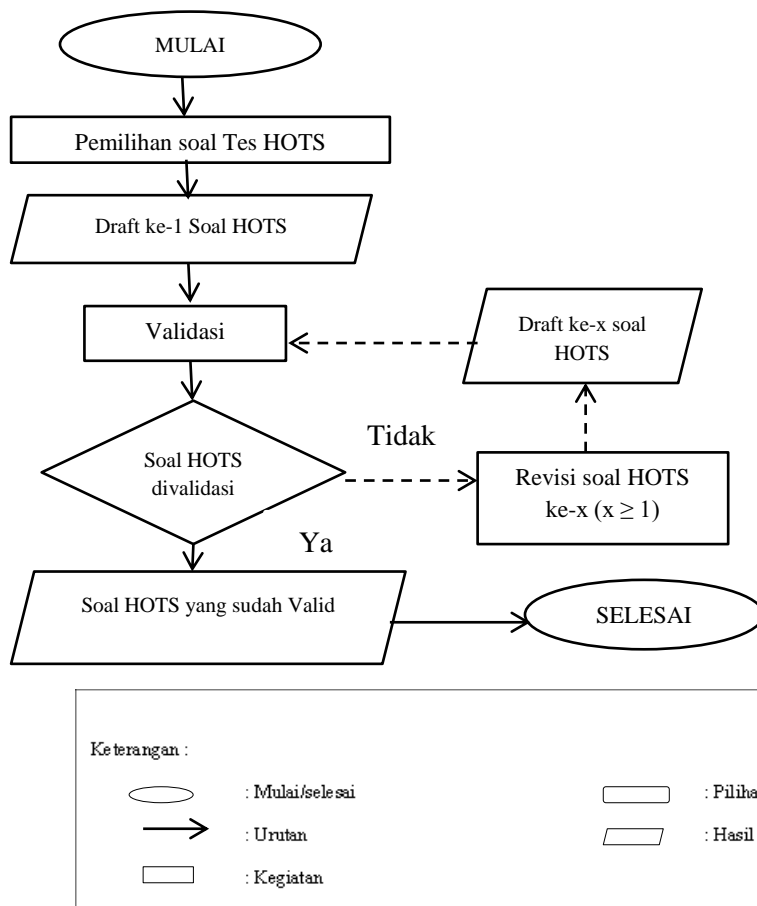 MULAI
Pemilihan soal Tes HOTS
Draft ke-1 Soal HOTS
Validasi
Draft ke-x soal
HOTS
Soal HOTS
divalidasi
Tidak
Revisi soal HOTS
ke-x (x ≥ 1)
Ya
Soal HOTS yang sudah Valid
SELESAI
Keterangan :
: Mulai/selesai
: Piliha
: Urutan
: Hasil
: Kegiatan